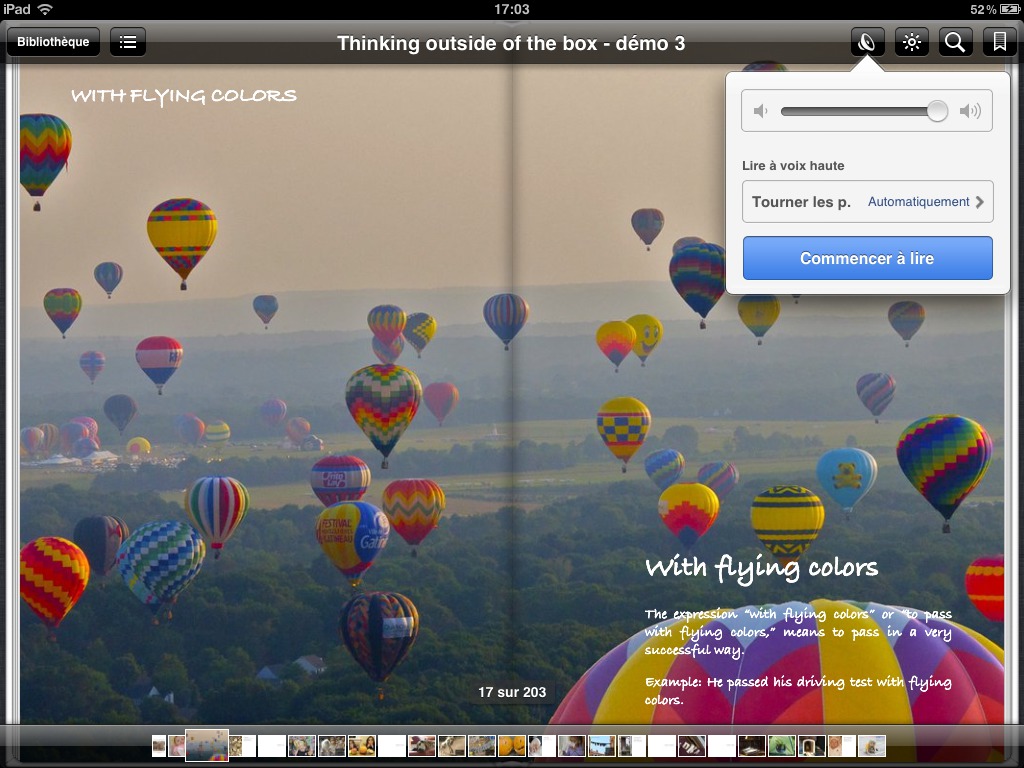 iPad
17:03
52 %
Bibliothèque
Thinking outside of the box - démo 3
WITH FLYING COLORS
Lire à voix haute
Tourner les p. Automatiquement
Commencer à lire
FESTIVAL
With flying colors
The expression “with flying colors” or “to pass
with flying colors,” means to pass in a very
successful way.
Example: He passed his driving test with flying
colors.
17 sur 203